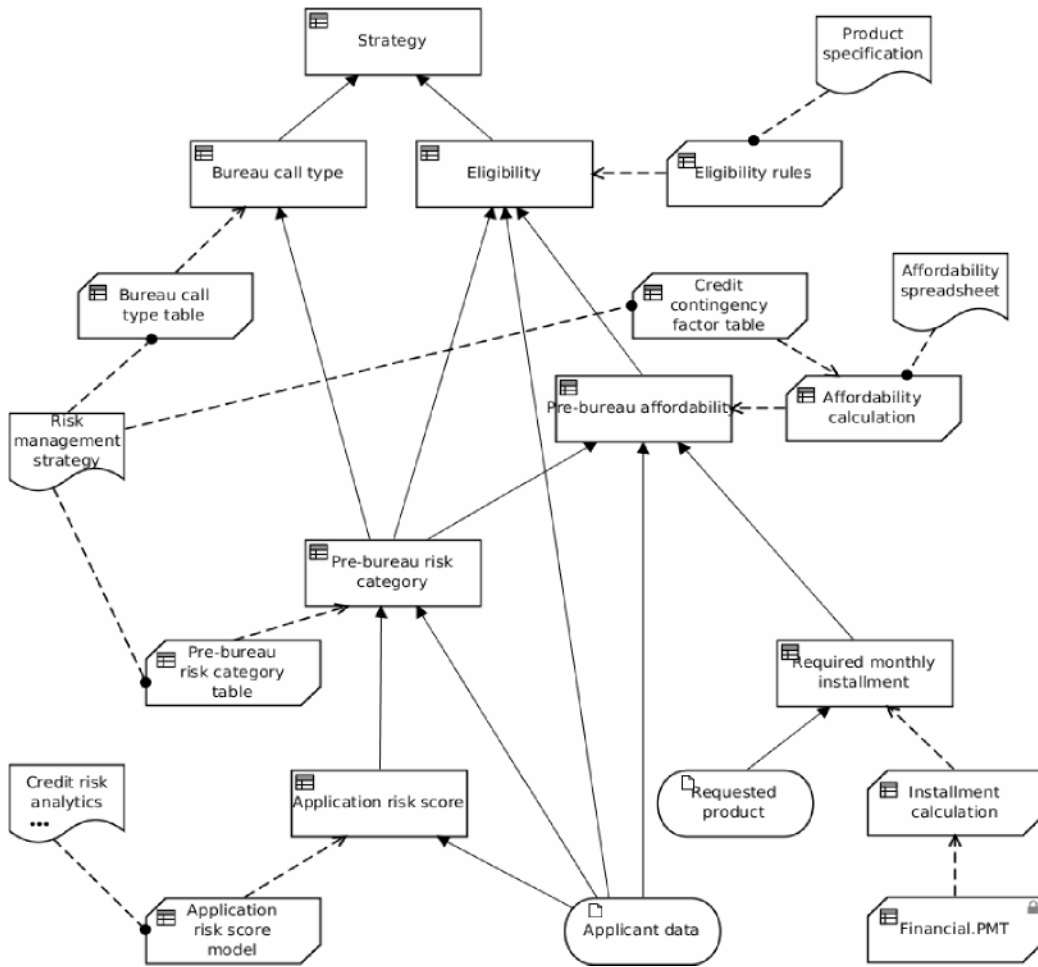 Strategy
Product
specification
Bureau call type
Eligibility
Eligibility rules
Bureau call
type table
Credit
contingency
factor table
Affordability
spreadsheet
Pre-bureau affordability
Affordability
calculation
Risk
management
strategy
Pre-bureau risk
category
Pre-bureau
risk category
table
Required monthly
installment
Credit risk
analytics
...
Application risk score
Requested
product
Installment
calculation
Application
risk score
model
Applicant data
Financial.PMT